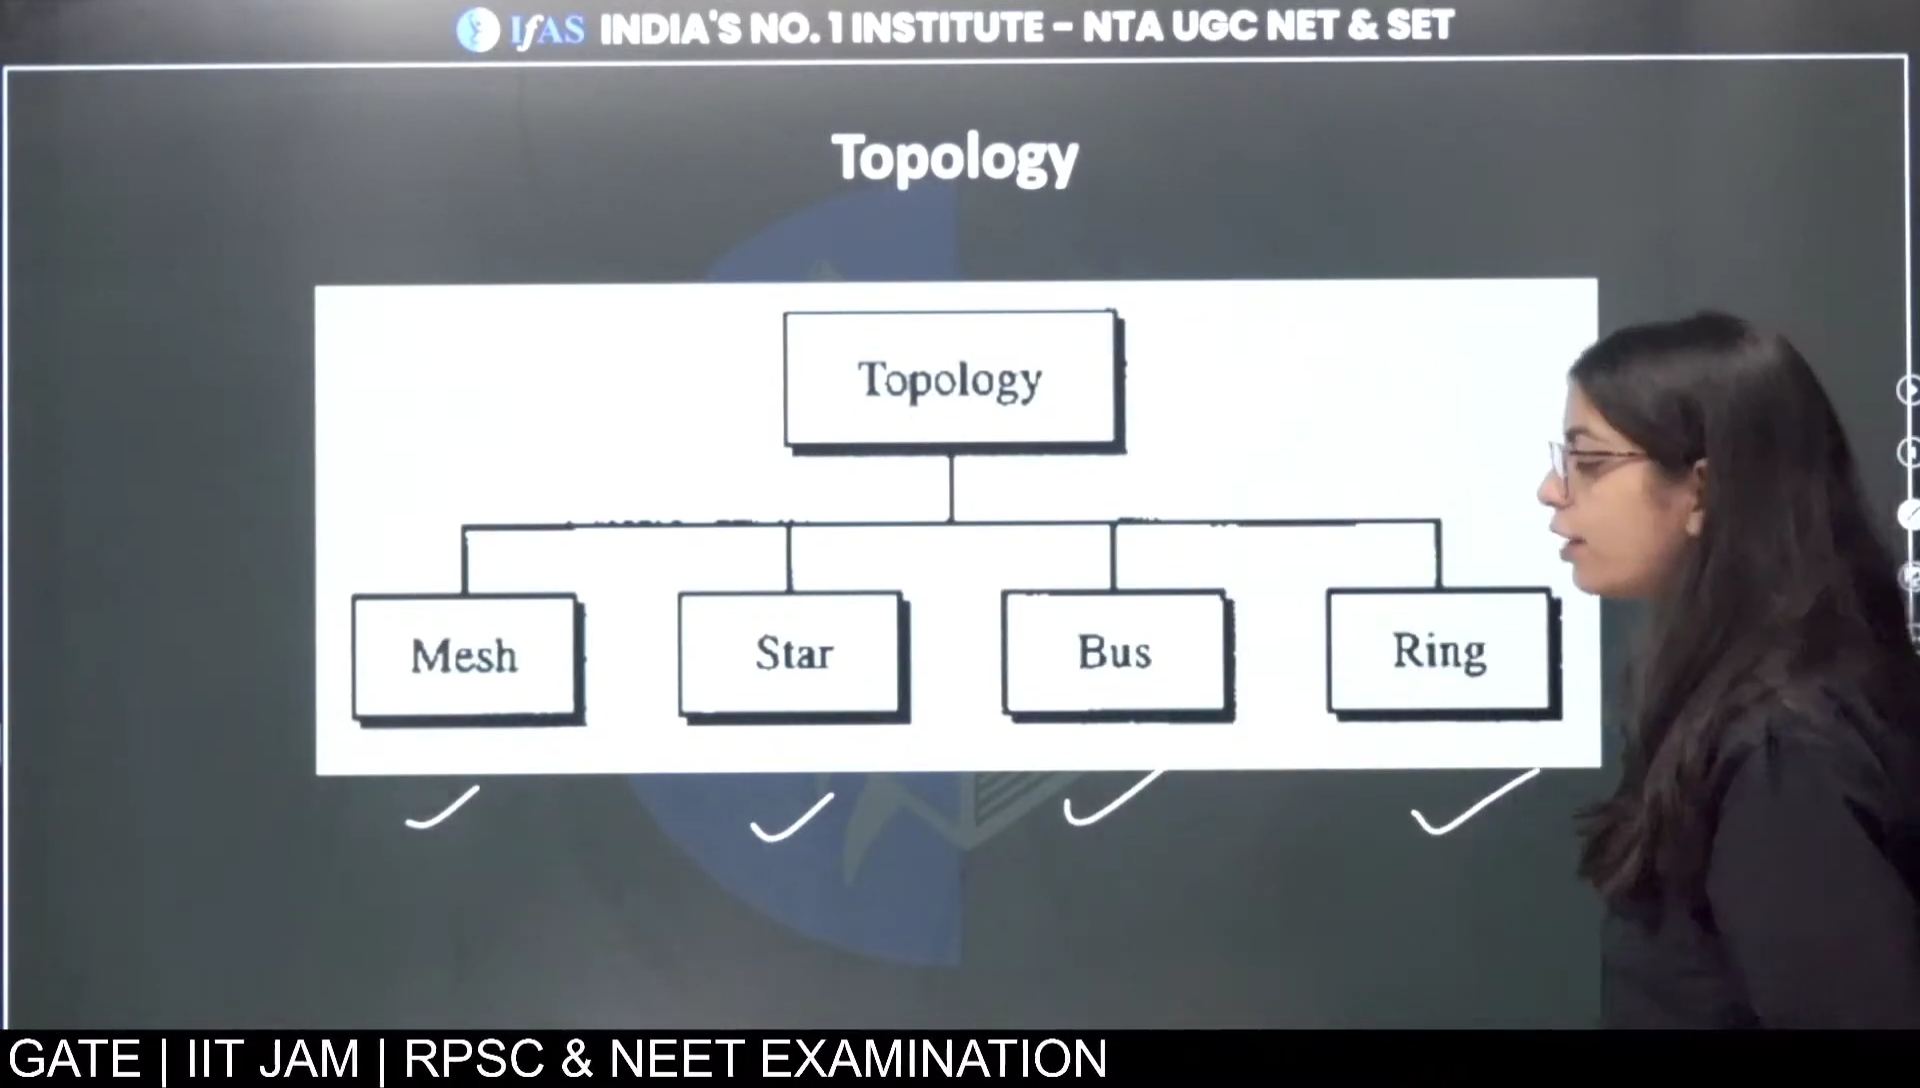 IfAS INDIA'S NO. 1 INSTITUTE - NTA UGC NET & SET
Topology
Topology
Mesh Star Bus Ring
GATE | IIT JAM | RPSC & NEET EXAMINATION